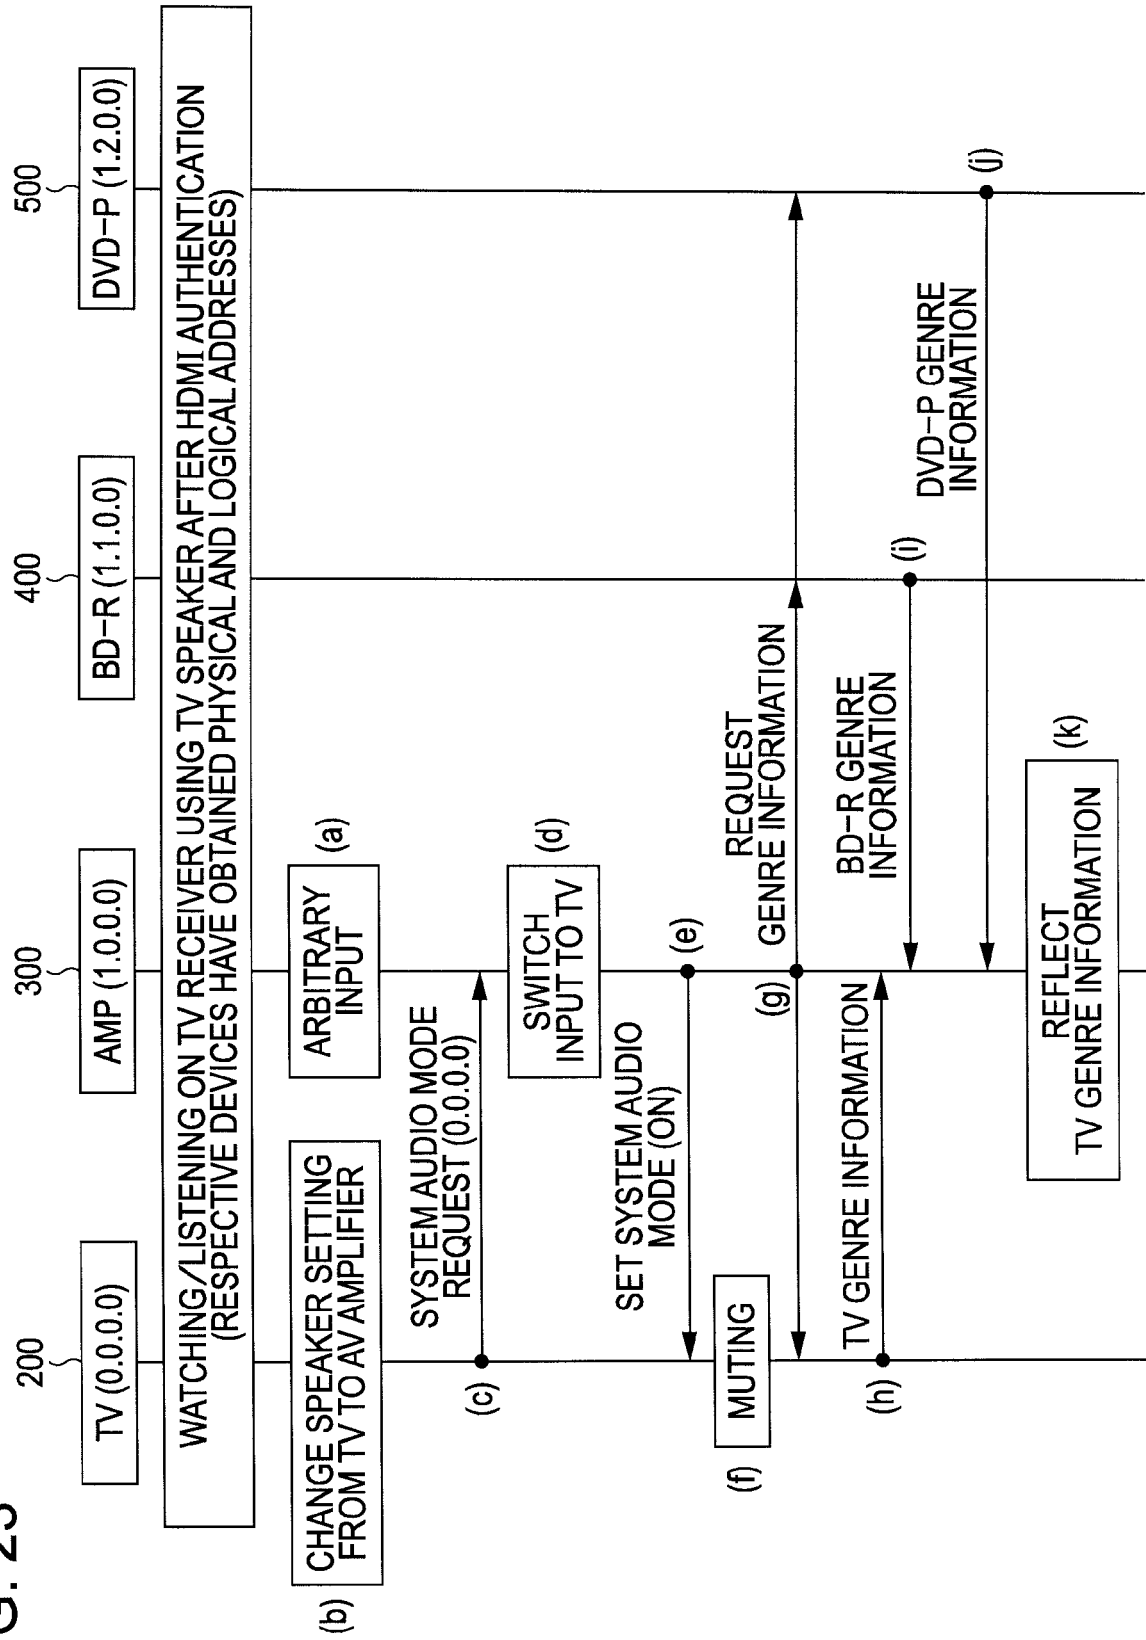 G. 25
200
300
400
500
TV (0.0.0.0)
AMP (1.0.0.0)
BD-R (1.1.0.0)
DVD-P (1.2.0.0)
WATCHING/LISTENING ON TV RECEIVER USING TV SPEAKER AFTER HDMI AUTHENTICATION
(RESPECTIVE DEVICES HAVE OBTAINED PHYSICAL AND LOGICAL ADDRESSES)
(a)
ARBITRARY
INPUT
(b)
CHANGE SPEAKER SETTING
FROM TV TO AV AMPLIFIER
SYSTEM AUDIO MODE
REQUEST (0.0.0.0)
(c)
(d)
SWITCH
INPUT TO TV
(e)
SET SYSTEM AUDIO
MODE (ON)
(f)
MUTING
(g)
REQUEST
GENRE INFORMATION
TV GENRE INFORMATION
(h)
BD-R GENRE
INFORMATION
(i)
DVD-P GENRE
INFORMATION
(j)
REFLECT
TV GENRE INFORMATION
(k)